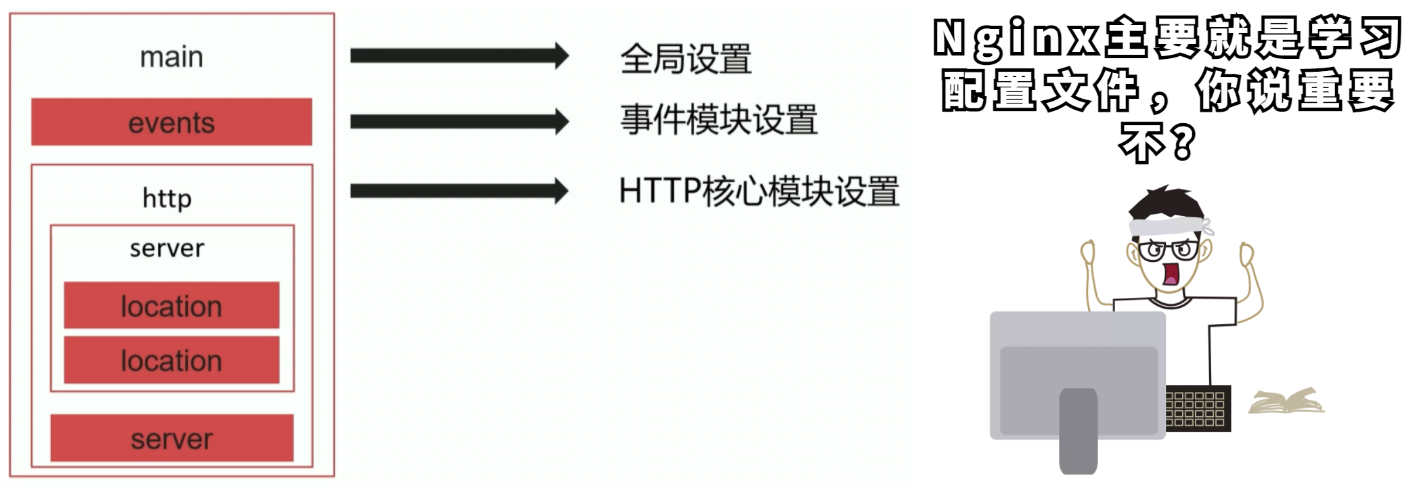 main
全局设置
events
事件模块设置
http
HTTP核心模块设置
server
location
location
server
Nginx主要就是学习
配置文件，你说重要
不？